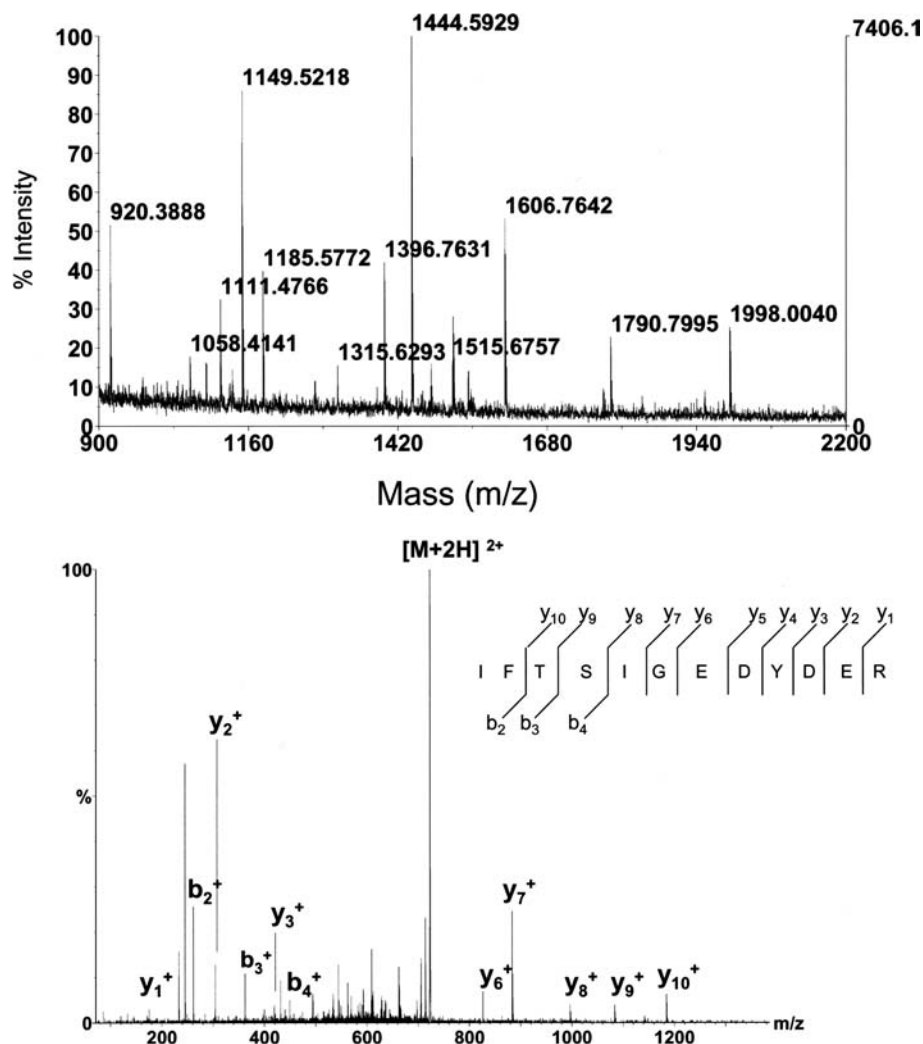 100
90
80
70
60
50
40
30
20
10
0
% Intensity
7406.1
0
1444.5929
1149.5218
920.3888
1606.7642
1185.5772
1396.7631
1111.4766
1058.4141
1315.6293
1515.6757
1790.7995
1998.0040
900 1160 1420 1680 1940 2200
Mass (m/z)
[M+2H] 2+
100
%
0
y10 y9 y8 y7 y6 y5 y4 y3 y2 y1
I F T S I G E D Y D E R
b2 b3 b4
y2+
b2+
y3+
b3+
y1+
b4+
y7+
y6+
y8+
y9+
y10+
200 400 600 800 1000 1200 m/z